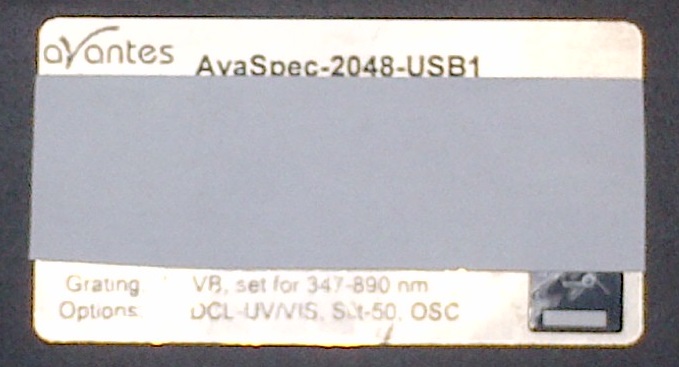 avantes
AvaSpec-2048-USB1
Grating VB, set for 347-890 nm
Options: DCL-UV/VIS, Slit-50, OSC